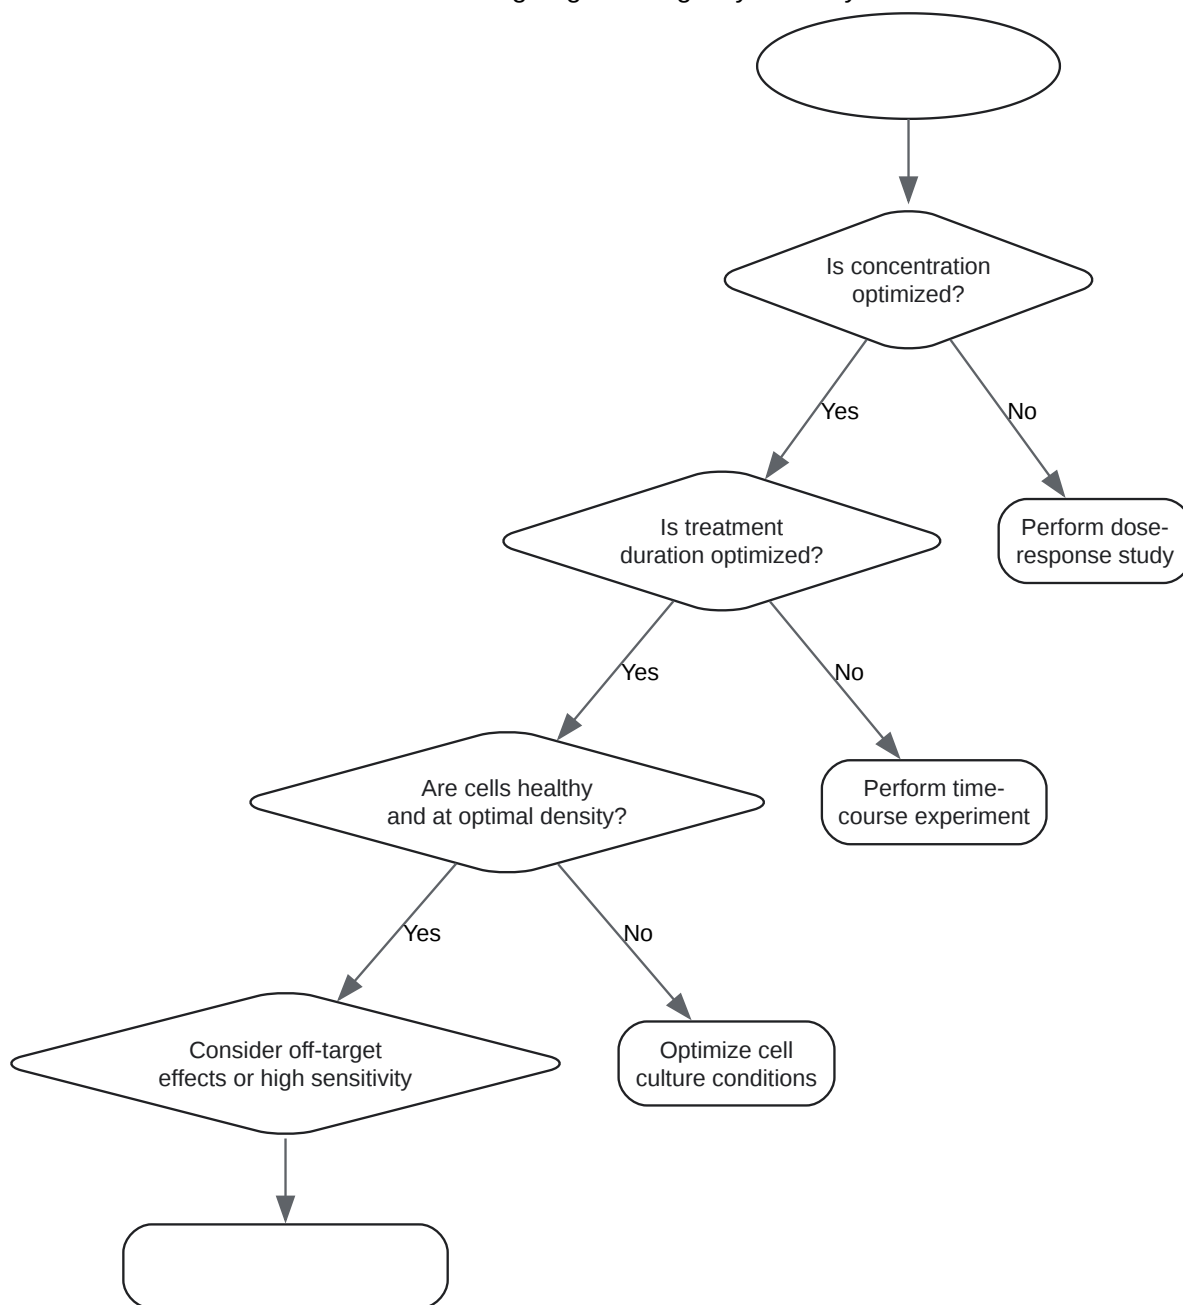 Is concentration
optimized?
Yes
No
Is treatment
duration optimized?
Perform dose-
response study
Yes
No
Are cells healthy
and at optimal density?
Perform time-
course experiment
Yes
No
Consider off-target
effects or high sensitivity
Optimize cell
culture conditions